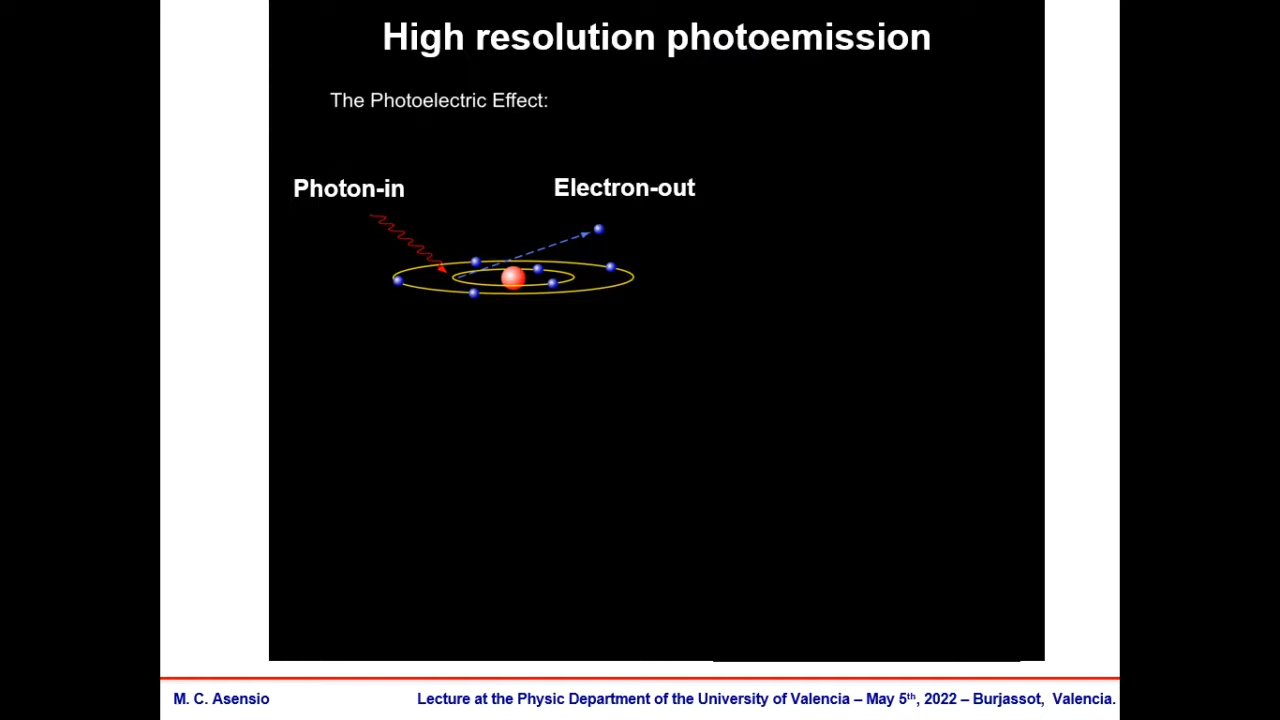 High resolution photoemission
The Photoelectric Effect:
Photon-in
Electron-out
M. C. Asensio
Lecture at the Physic Department of the University of Valencia – May 5th, 2022 – Burjassot, Valencia.